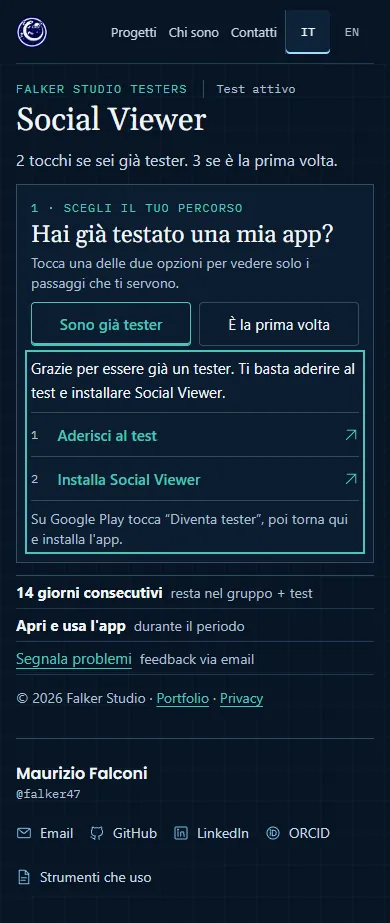 Progetti Chi sono Contatti IT EN
FALKER STUDIO TESTERS Test attivo
Social Viewer
2 tocchi se sei già tester. 3 se è la prima volta.
1 · SCEGLI IL TUO PERCORSO
Hai già testato una mia app?
Tocca una delle due opzioni per vedere solo i
passaggi che ti servono.
Sono già tester È la prima volta
Grazie per essere già un tester. Ti basta aderire al
test e installare Social Viewer.
1 Aderisci al test
2 Installa Social Viewer
Su Google Play tocca “Diventa tester”, poi torna qui
e installa l'app.
14 giorni consecutivi resta nel gruppo + test
Apri e usa l'app durante il periodo
Segnala problemi feedback via email
© 2026 Falker Studio · Portfolio · Privacy
Maurizio Falconi
@falker47
Email GitHub LinkedIn ORCID
Strumenti che uso